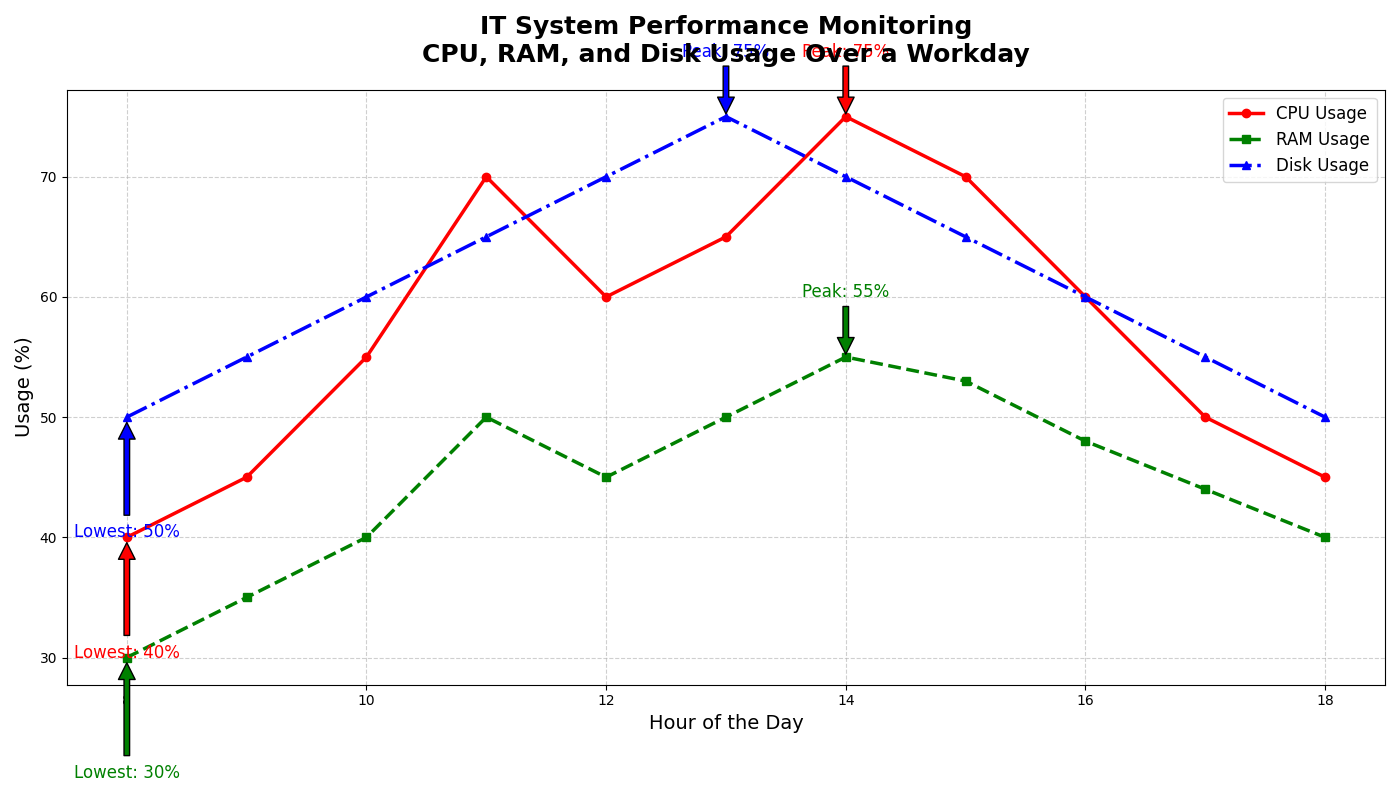 IT System Performance Monitoring
CPU, RAM, and Disk Usage Over a Workday
Peak: 75%
Peak: 75%
CPU Usage
RAM Usage
Disk Usage
70
60
50
40
30
Usage (%)
Peak: 55%
Lowest: 50%
Lowest: 40%
Lowest: 30%
10
12
14
16
18
Hour of the Day